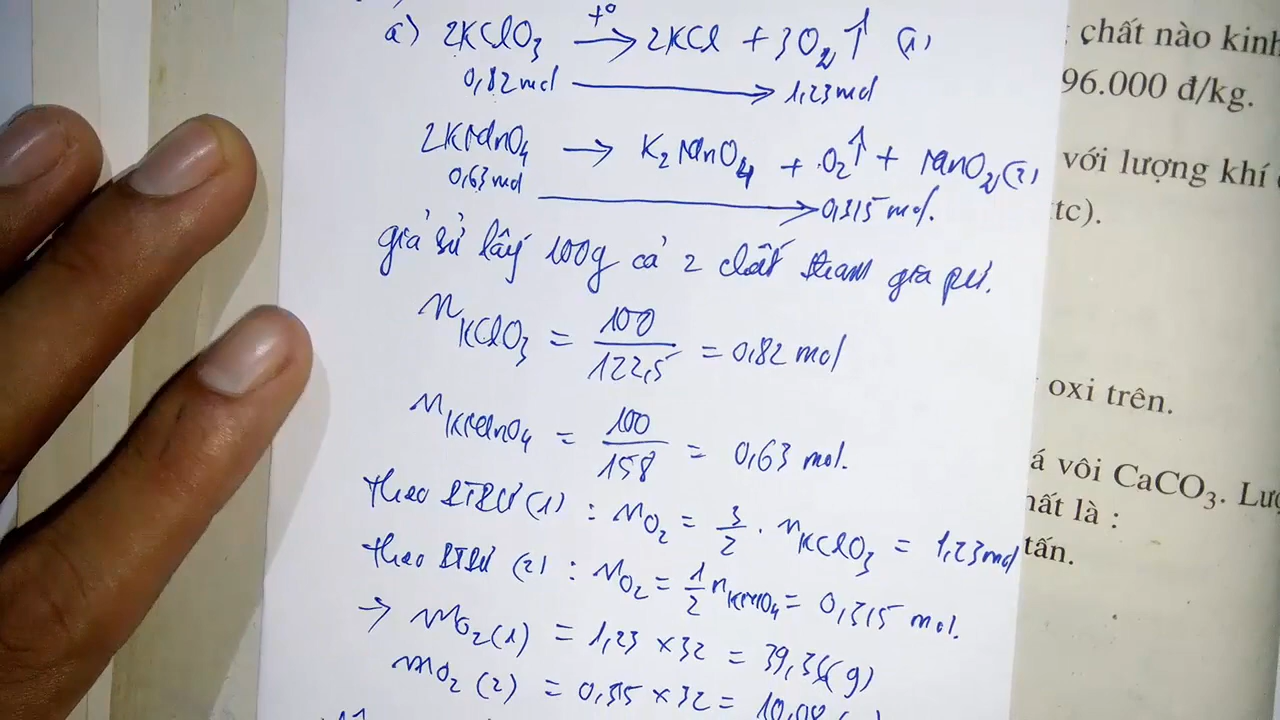 a) 2KClO3 t° → 2KCl + 3O2↑ (1)
0,82 mol → 1,23 mol
2KMnO4 → K2MnO4 + O2↑ + MnO2 (2)
0,63 mol → 0,315 mol.
giả sử lấy 100g cả 2 chất tham gia pư.
nKClO3 = 100/122,5 = 0,82 mol
nKMnO4 = 100/158 = 0,63 mol.
theo PTPƯ (1) : nO2 = 3/2 . nKClO3 = 1,23 mol
theo PTPƯ (2) : nO2 = 1/2 nKMnO4 = 0,315 mol.
→ mO2 (1) = 1,23 × 32 = 39,36 (g)
mO2 (2) = 0,315 × 32 = 10,08
chất nào kinh
96.000 đ/kg.
với lượng khí
tc).
oxi trên.
á vôi CaCO3. Lượ
hất là :
tấn.